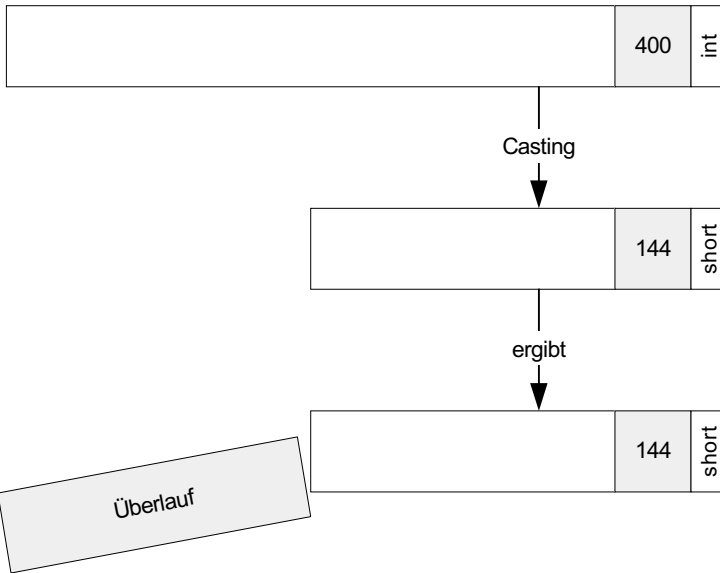 400 int
Casting
144 short
ergibt
144 short
Überlauf